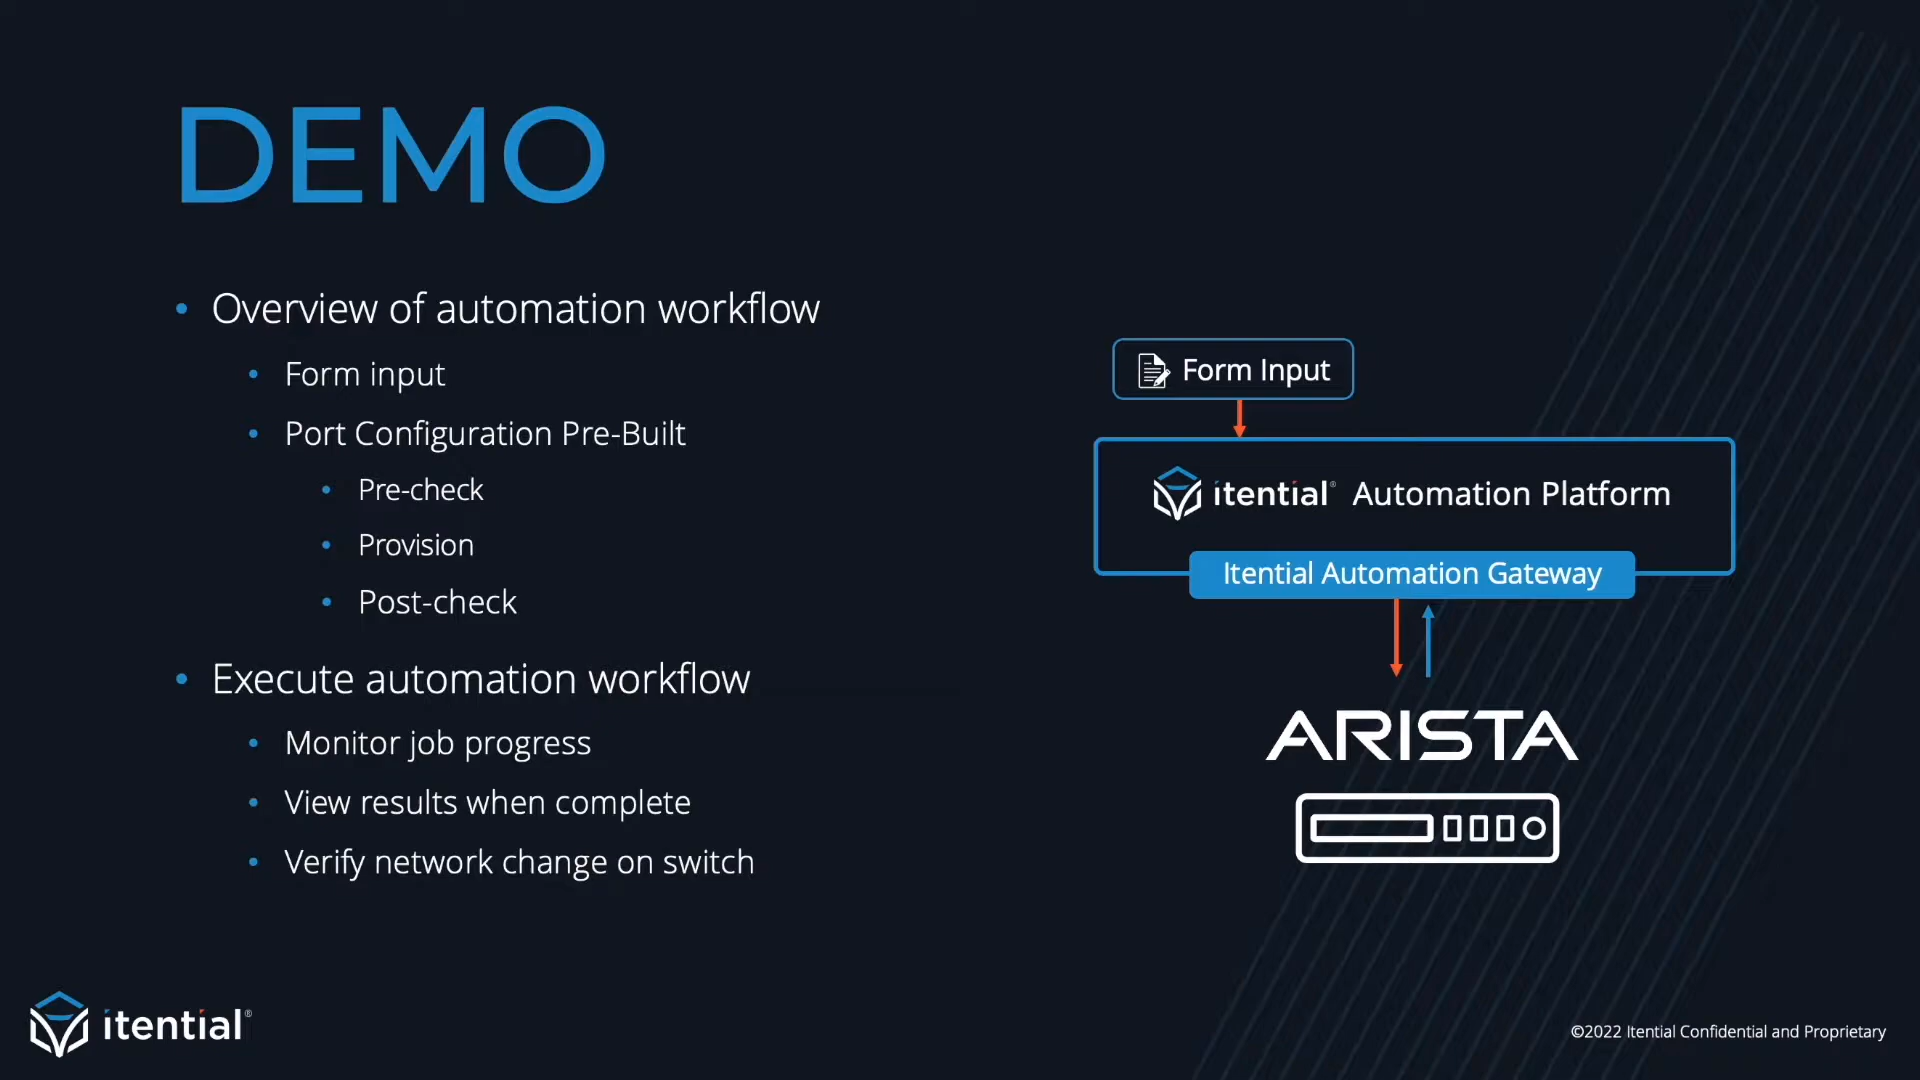 DEMO
• Overview of automation workflow
• Form input
• Port Configuration Pre-Built
• Pre-check
• Provision
• Post-check
• Execute automation workflow
• Monitor job progress
• View results when complete
• Verify network change on switch
Form Input
itential® Automation Platform
Itential Automation Gateway
ARISTA
itential®
©2022 Itential Confidential and Proprietary